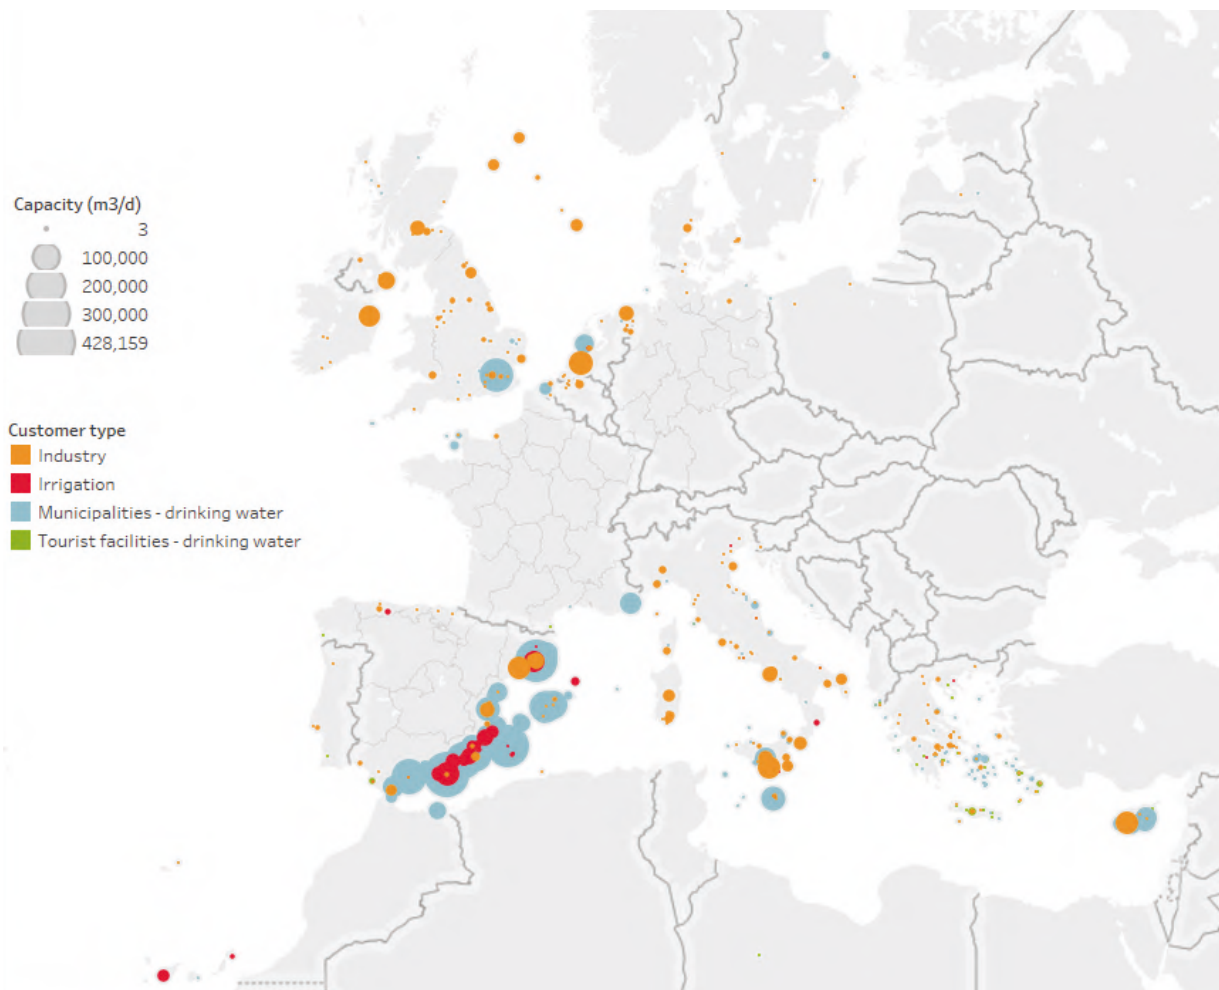 Capacity (m3/d)
3
100,000
200,000
300,000
428,159
Customer type
Industry
Irrigation
Municipalities - drinking water
Tourist facilities - drinking water